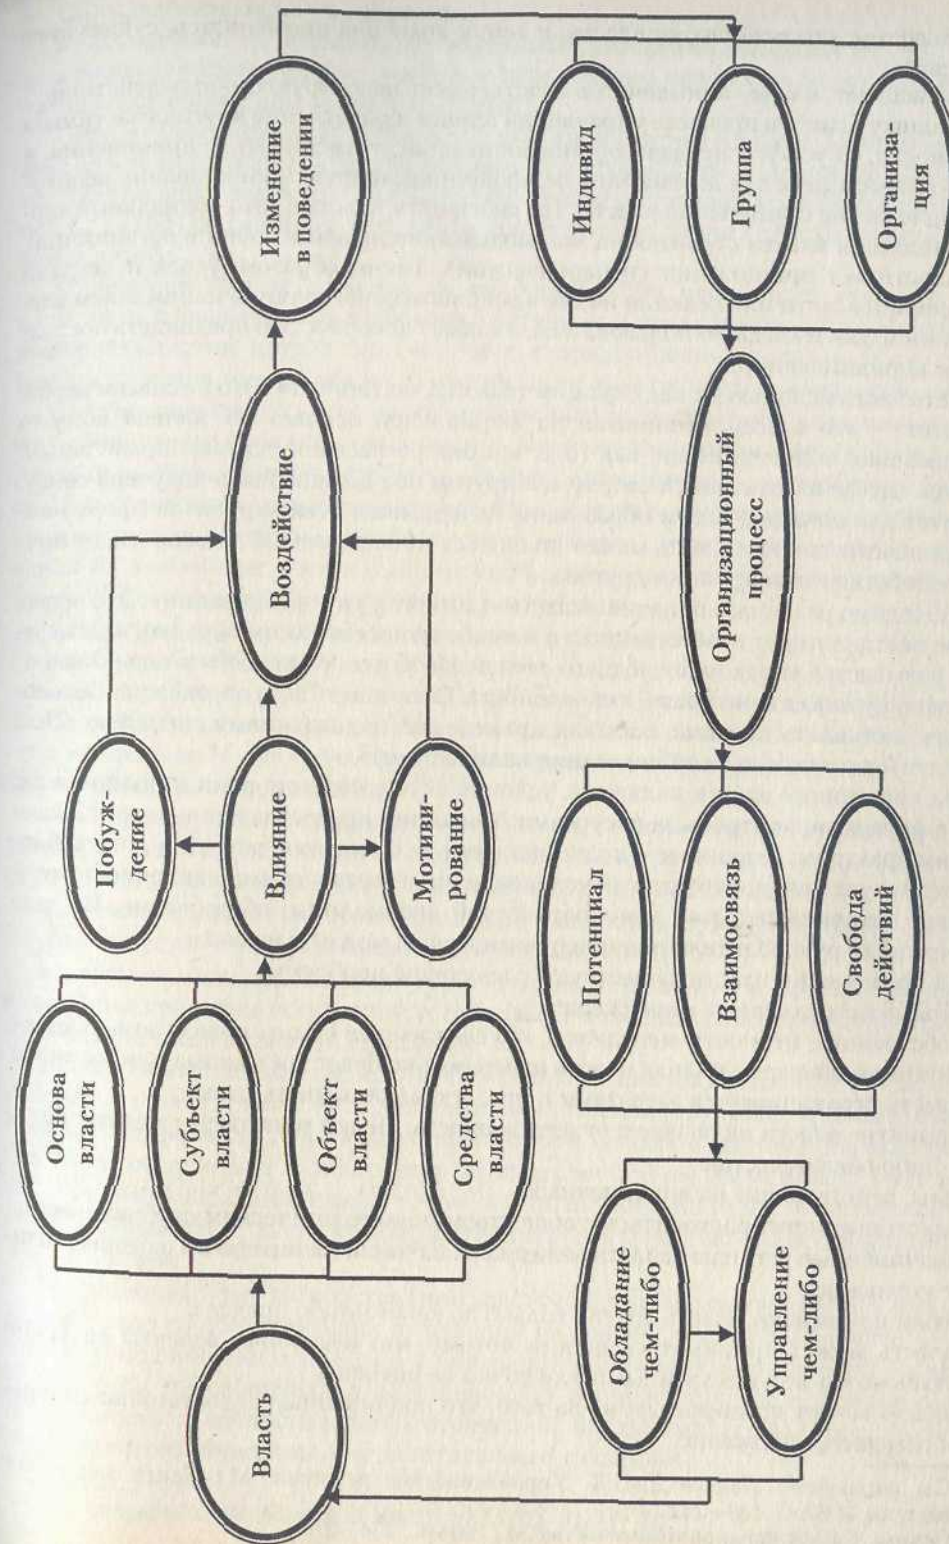 Власть
Основа
власти
Субъект
власти
Объект
власти
Средства
власти
Побуж-
дение
Влияние
Мотиви-
рование
Воздействие
Изменение
в поведении
Индивид
Группа
Организа-
ция
Организационный
процесс
Потенциал
Взаимосвязь
Свобода
действий
Обладание
чем-либо
Управление
чем-либо